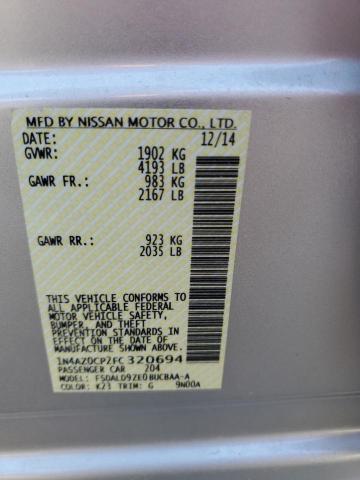 MFD BY NISSAN MOTOR CO., LTD.
DATE: 12/14
GVWR: 1902 KG
4193 LB
GAWR FR.: 983 KG
2167 LB
GAWR RR.: 923 KG
2035 LB
THIS VEHICLE CONFORMS TO
ALL APPLICABLE FEDERAL
MOTOR VEHICLE SAFETY,
BUMPER, AND THEFT
PREVENTION STANDARDS IN
EFFECT ON THE DATE OF
MANUFACTURE SHOWN ABOVE.
1N4AZ0CP2FC320694
PASSENGER CAR 204
MODEL: FSDALD9ZE0BUCBAA-A
COLOR: K23 TRIM: G 9N00A